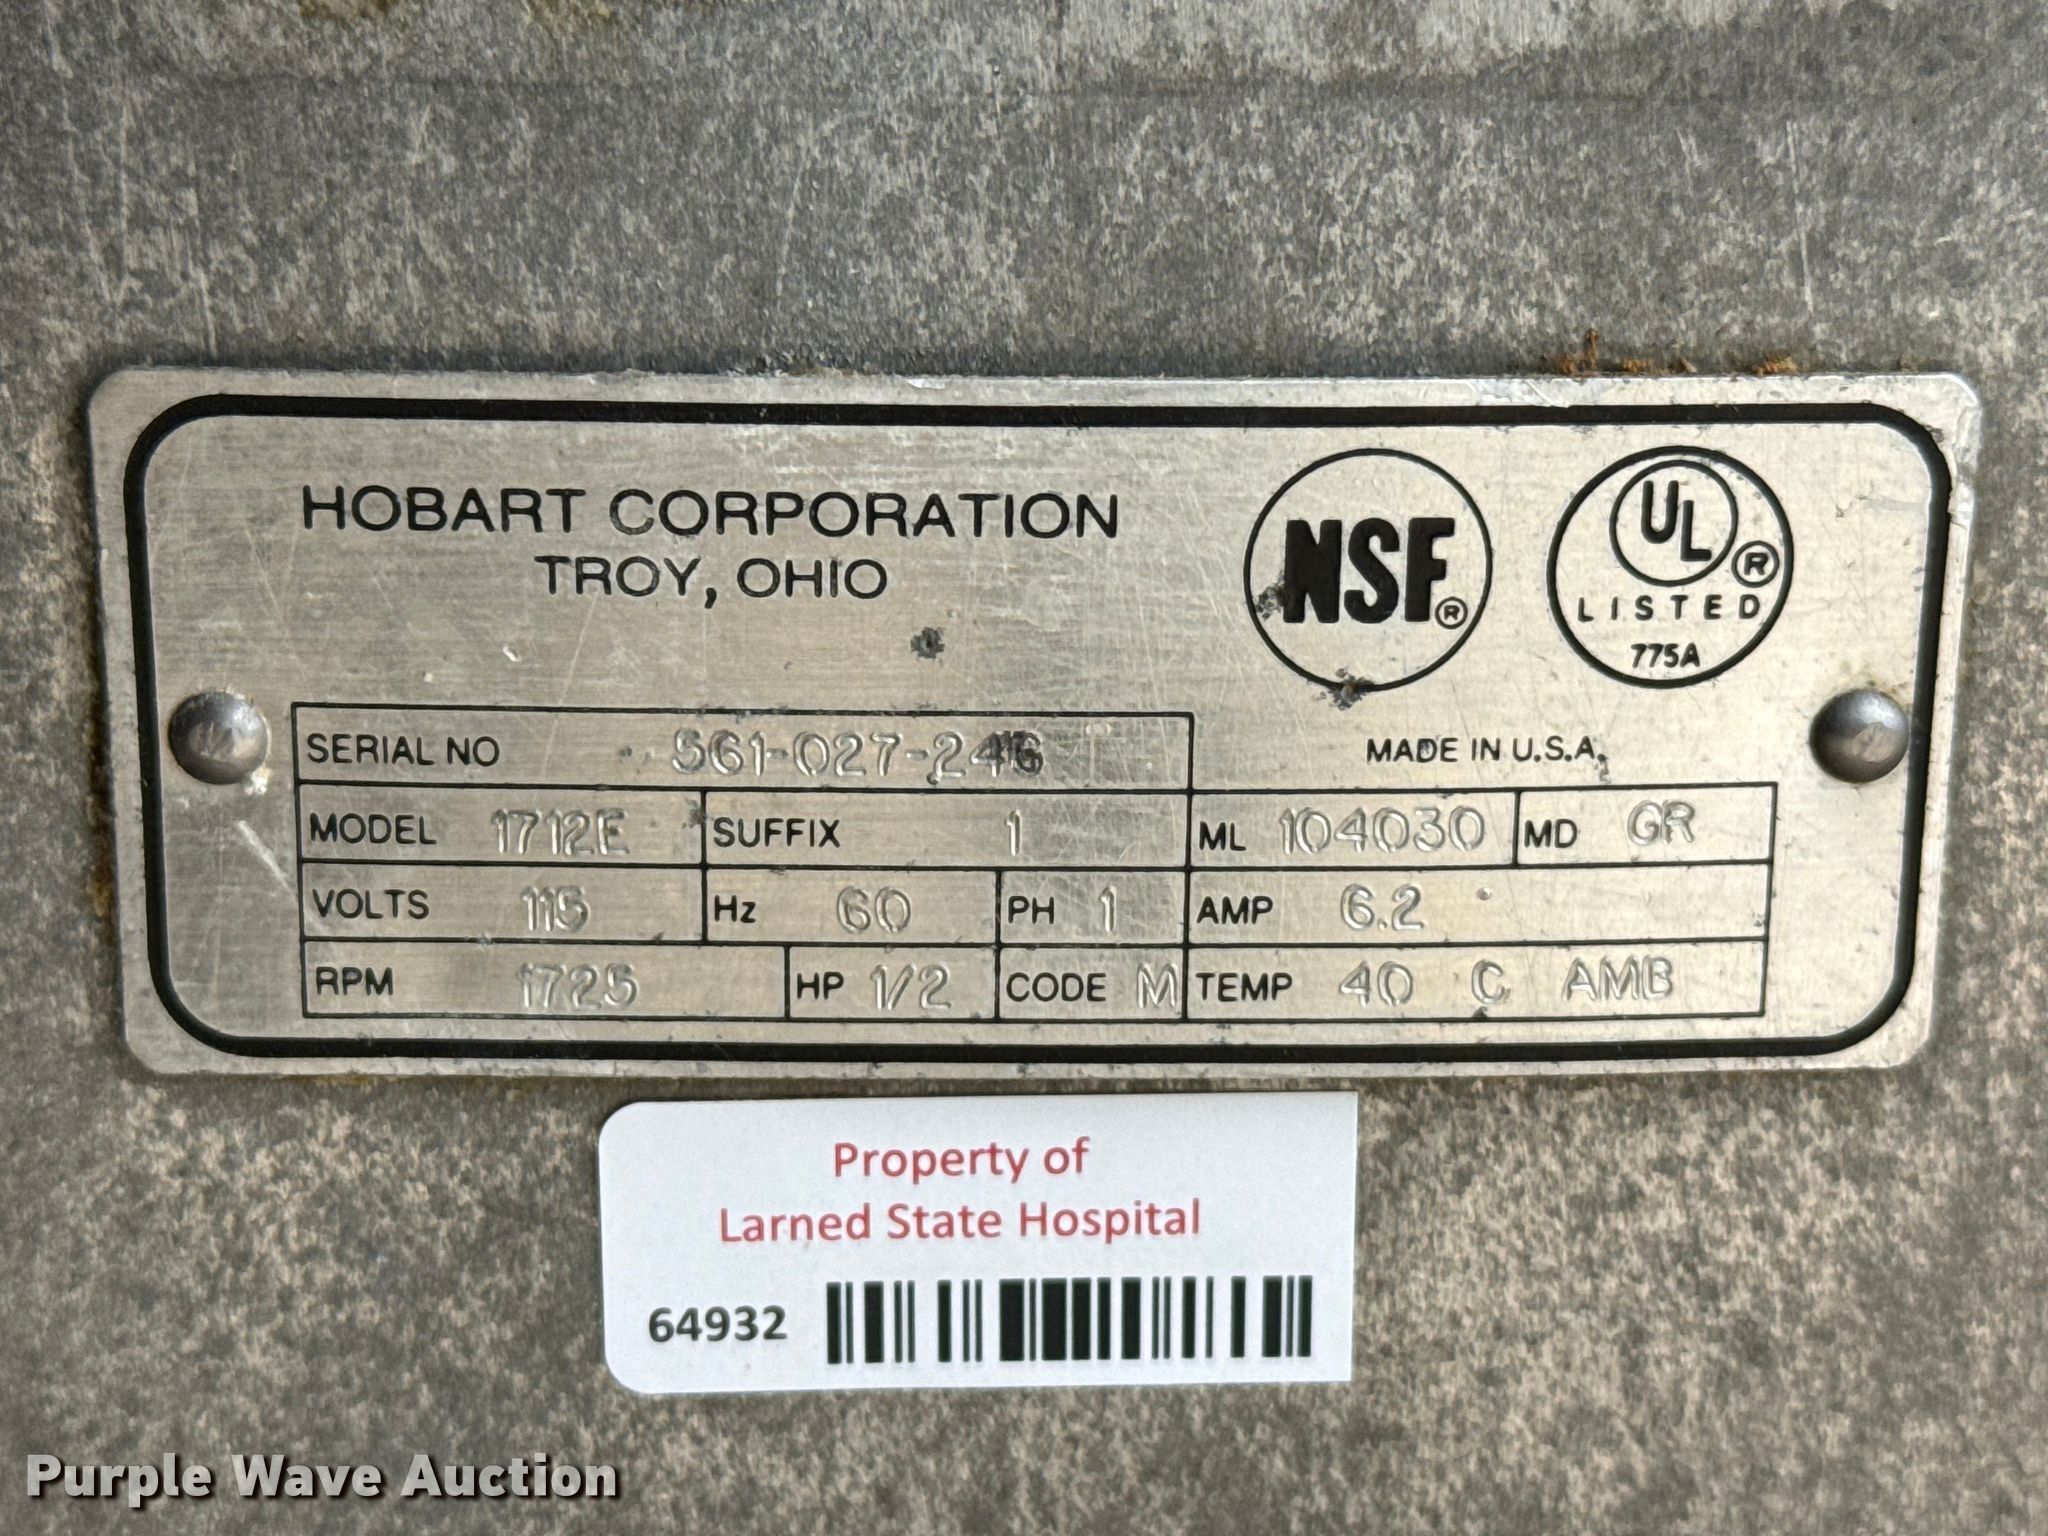 HOBART CORPORATION
TROY, OHIO
NSF®
UL®
LISTED
775A
SERIAL NO 561-027-246
MADE IN U.S.A.
MODEL 1712E SUFFIX 1 ML 104030 MD GR
VOLTS 115 Hz 60 PH 1 AMP 6.2
RPM 1725 HP 1/2 CODE M TEMP 40 C AMB
Property of
Larned State Hospital
64932
Purple Wave Auction